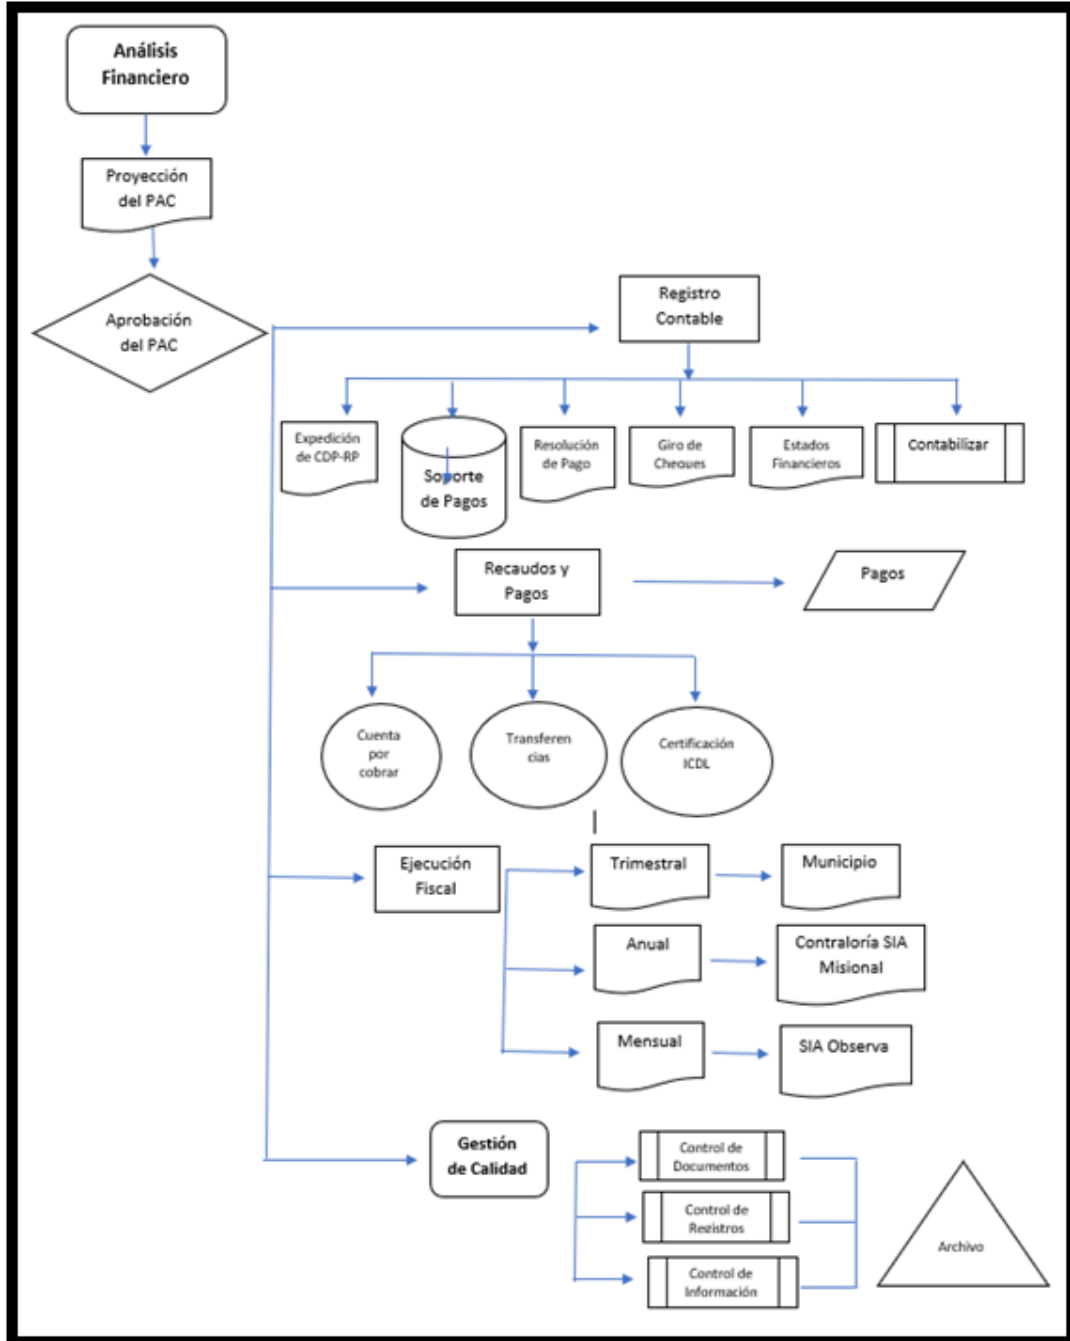 Análisis
Financiero
Proyección
del PAC
Aprobación
del PAC
Registro
Contable
Expedición
de CDP-RP
Soporte
de Pagos
Resolución
de Pago
Giro de
Cheques
Estados
Financieros
Contabilizar
Recaudos y
Pagos
Pagos
Cuenta
por
cobrar
Transferen
cias
Certificación
ICDL
Ejecución
Fiscal
Trimestral
Municipio
Anual
Contraloría SIA
Misional
Mensual
SIA Observa
Gestión
de Calidad
Control de
Documentos
Control de
Registros
Control de
Información
Archivo